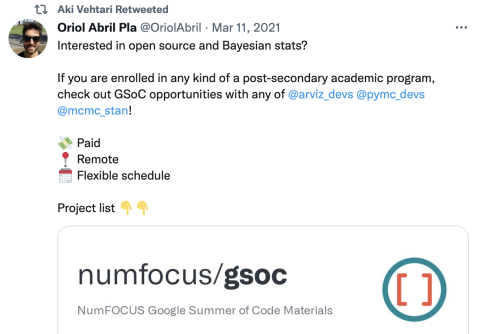 Aki Vehtari Retweeted
Oriol Abril Pla @OriolAbril · Mar 11, 2021
Interested in open source and Bayesian stats?
If you are enrolled in any kind of a post-secondary academic program,
check out GSoC opportunities with any of @arviz_devs @pymc_devs
@mcmc_stan!
💸 Paid
📍 Remote
📅 Flexible schedule
Project list 👇👇
numfocus/gsoc
NumFOCUS Google Summer of Code Materials